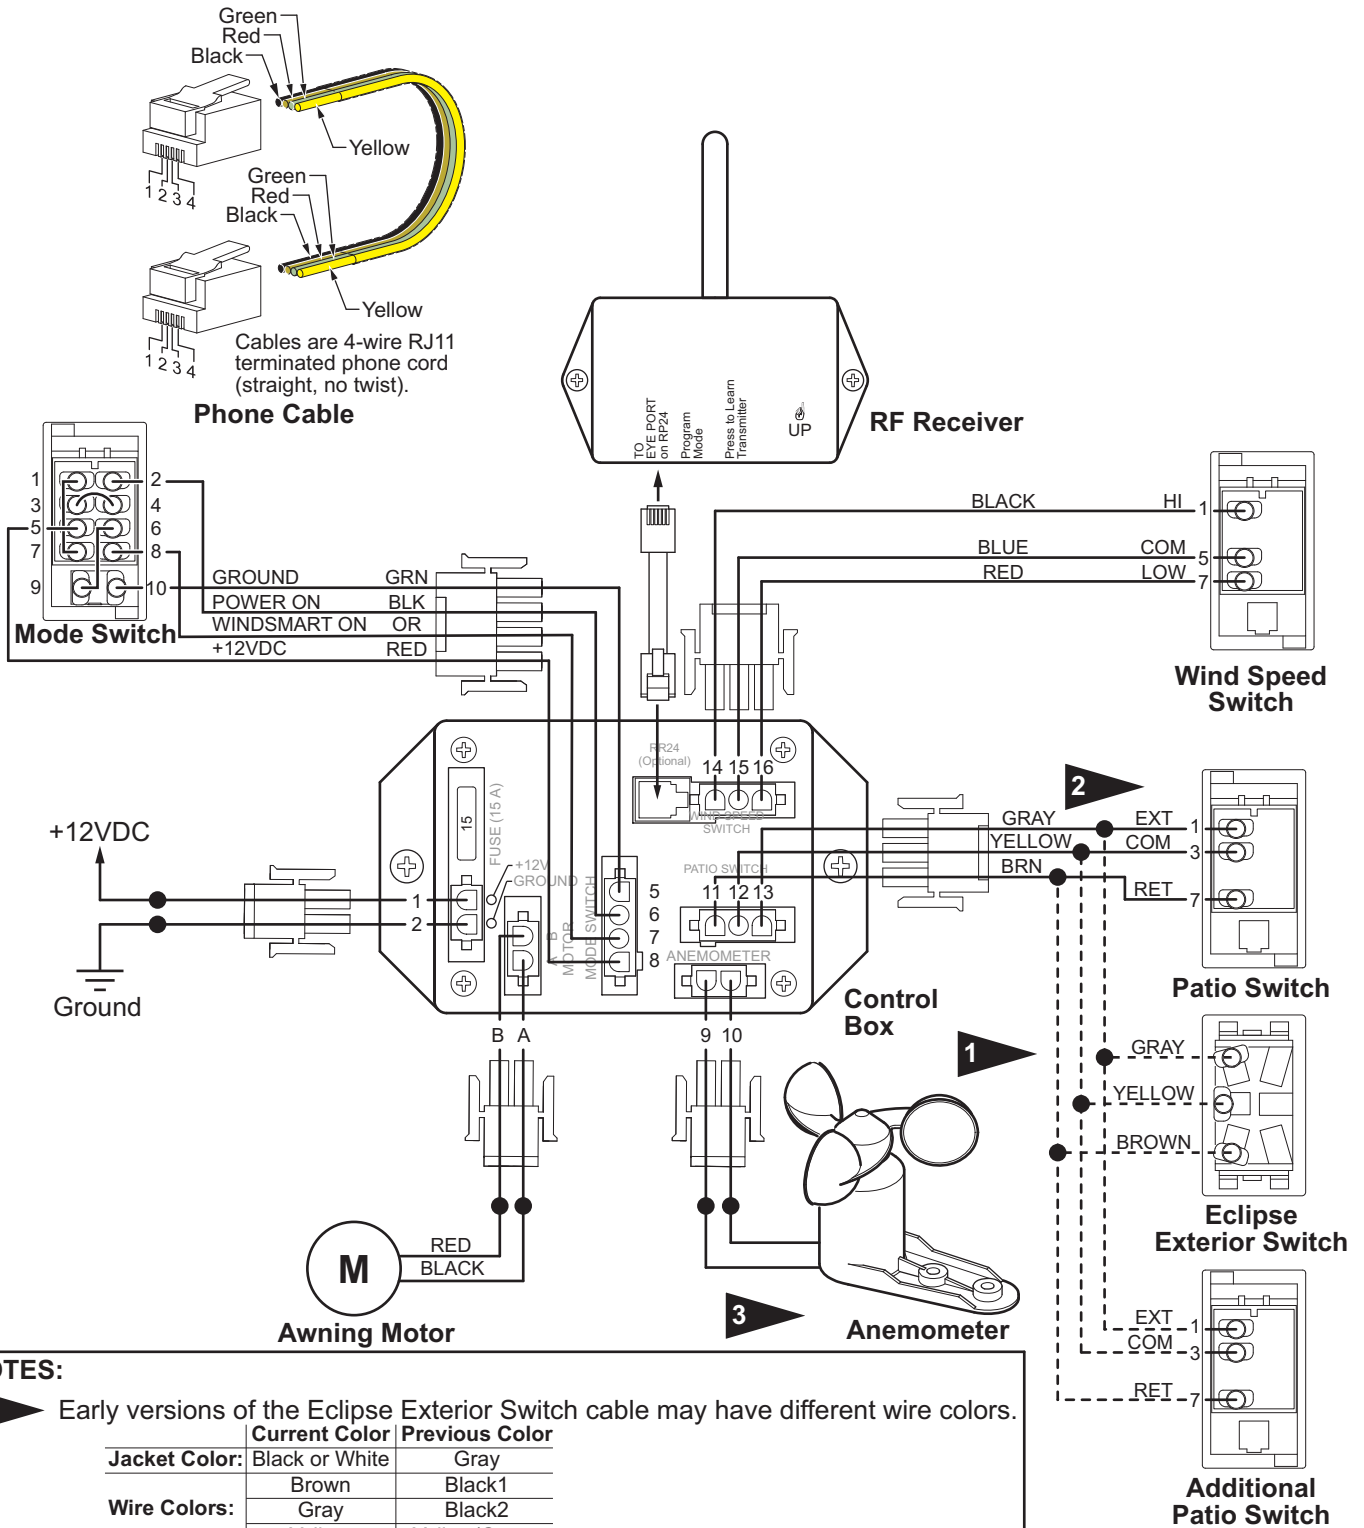 Green
Red
Black
Yellow
1 2 3 4
Green
Red
Black
Yellow
1 2 3 4
Cables are 4-wire RJ11
terminated phone cord
(straight, no twist).
Phone Cable
TO
EYE PORT
on RP24
Program
Mode
Press to Learn
Transmitter
UP
RF Receiver
1 2
3 4
5 6
7 8
9 10
Mode Switch
GROUND GRN
POWER ON BLK
WINDSMART ON OR
+12VDC RED
BLACK HI 1
BLUE COM 5
RED LOW 7
Wind Speed
Switch
RR24
(Optional)
14 15 16
WIND SPEED
SWITCH
15
FUSE (15 A)
+12V
GROUND
+12VDC
1
2
Ground
A B
MOTOR
MODE SWITCH
5
6
7
8
PATIO SWITCH
11 12 13
ANEMOMETER
Control
Box
B A
9 10
2
GRAY EXT 1
YELLOW COM 3
BRN RET 7
Patio Switch
1
GRAY
YELLOW
BROWN
Eclipse
Exterior Switch
EXT 1
COM 3
RET 7
Additional
Patio Switch
M
RED
BLACK
Awning Motor
3
Anemometer
OTES:
Early versions of the Eclipse Exterior Switch cable may have different wire colors.
Current Color Previous Color
Jacket Color: Black or White Gray
Wire Colors: Brown Black1
Gray Black2